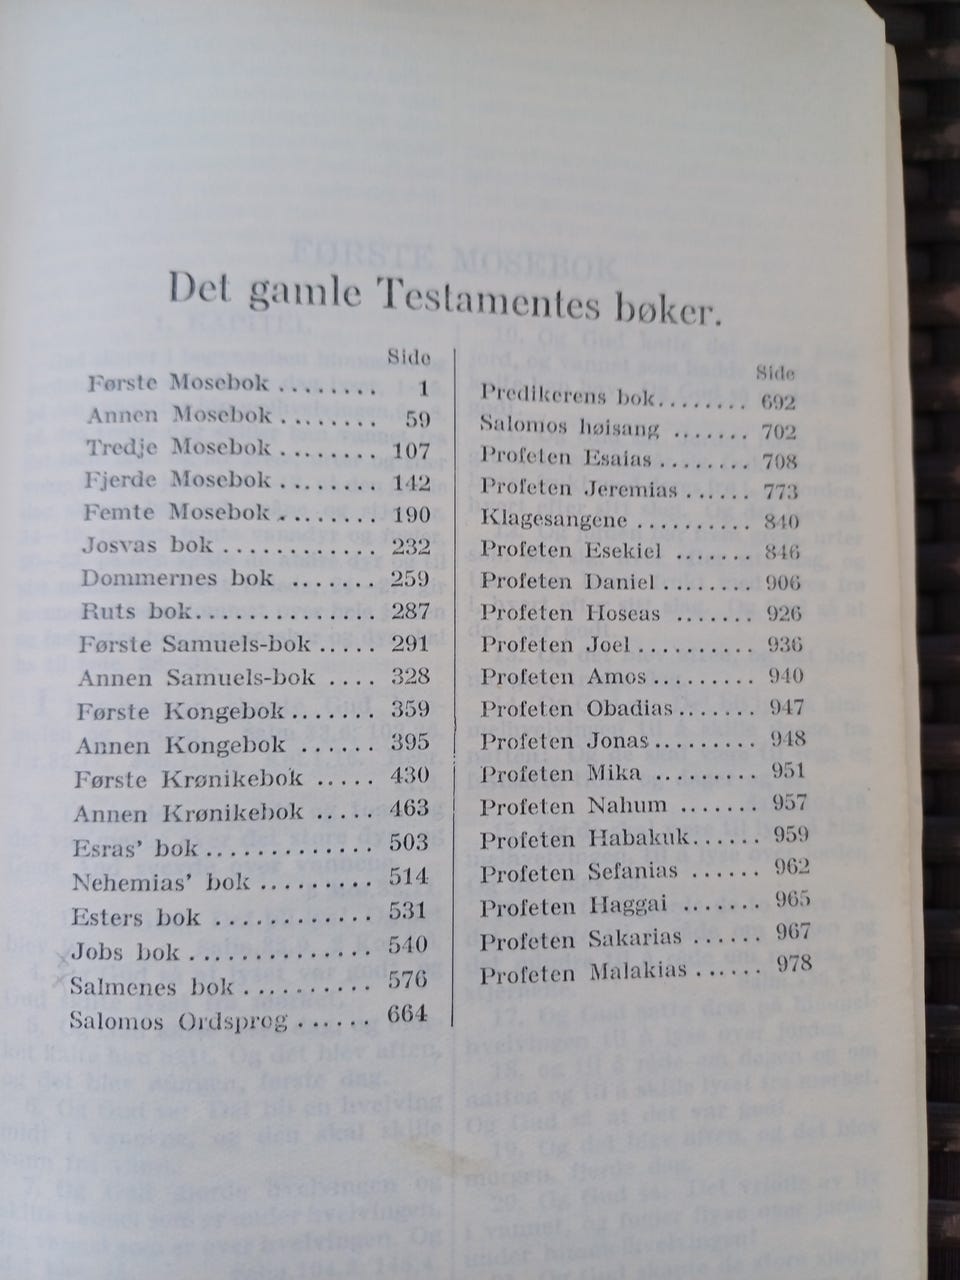 Det gamle Testamentes bøker.
Side
Første Mosebok ........ 1
Annen Mosebok ........ 59
Tredje Mosebok ........ 107
Fjerde Mosebok ........ 142
Femte Mosebok ........ 190
Josvas bok ............ 232
Dommernes bok ........ 259
Ruts bok.............. 287
Første Samuels-bok ..... 291
Annen Samuels-bok .... 328
Første Kongebok ....... 359
Annen Kongebok ...... 395
Første Krønikebok ..... 430
Annen Krønikebok ..... 463
Esras' bok ............. 503
Nehemias' bok ......... 514
Esters bok ............ 531
Jobs bok .............. 540
Salmenes bok .......... 576
Salomos Ordsprog ...... 664
Side
Predikerens bok........ 692
Salomos høisang ....... 702
Profeten Esaias ........ 708
Profeten Jeremias ...... 773
Klagesangene .......... 840
Profeten Esekiel ....... 846
Profeten Daniel ........ 906
Profeten Hoseas ....... 926
Profeten Joel .......... 936
Profeten Amos ......... 940
Profeten Obadias ....... 947
Profeten Jonas ......... 948
Profeten Mika ......... 951
Profeten Nahum ....... 957
Profeten Habakuk...... 959
Profeten Sefanias ...... 962
Profeten Haggai ....... 965
Profeten Sakarias ...... 967
Profeten Malakias ...... 978